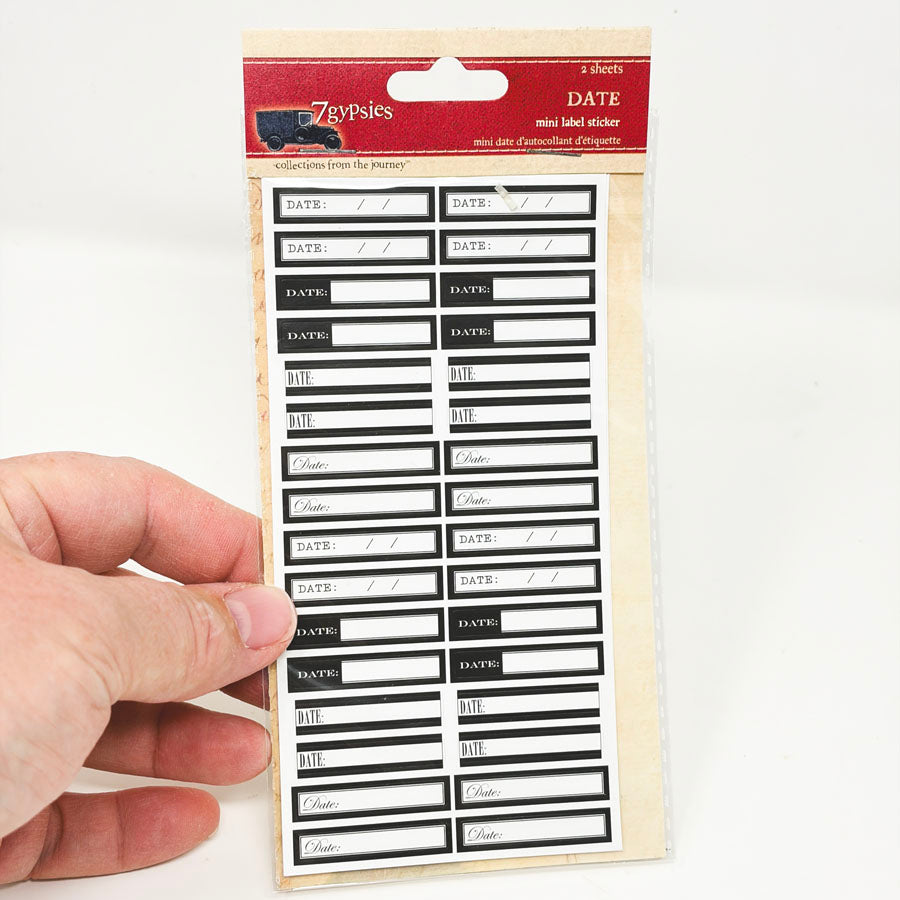 2 sheets
DATE
7gypsies
mini label sticker
mini date d'autocollant d'étiquette
collections from the journey™
DATE: / / DATE: / /
DATE: / / DATE: / /
DATE: DATE:
DATE: DATE:
DATE: DATE:
DATE: DATE:
Date: Date:
Date: Date:
DATE: / / DATE: / /
DATE: / / DATE: / /
DATE: DATE:
DATE: DATE:
DATE: DATE:
DATE: DATE:
Date: Date:
Date: Date: